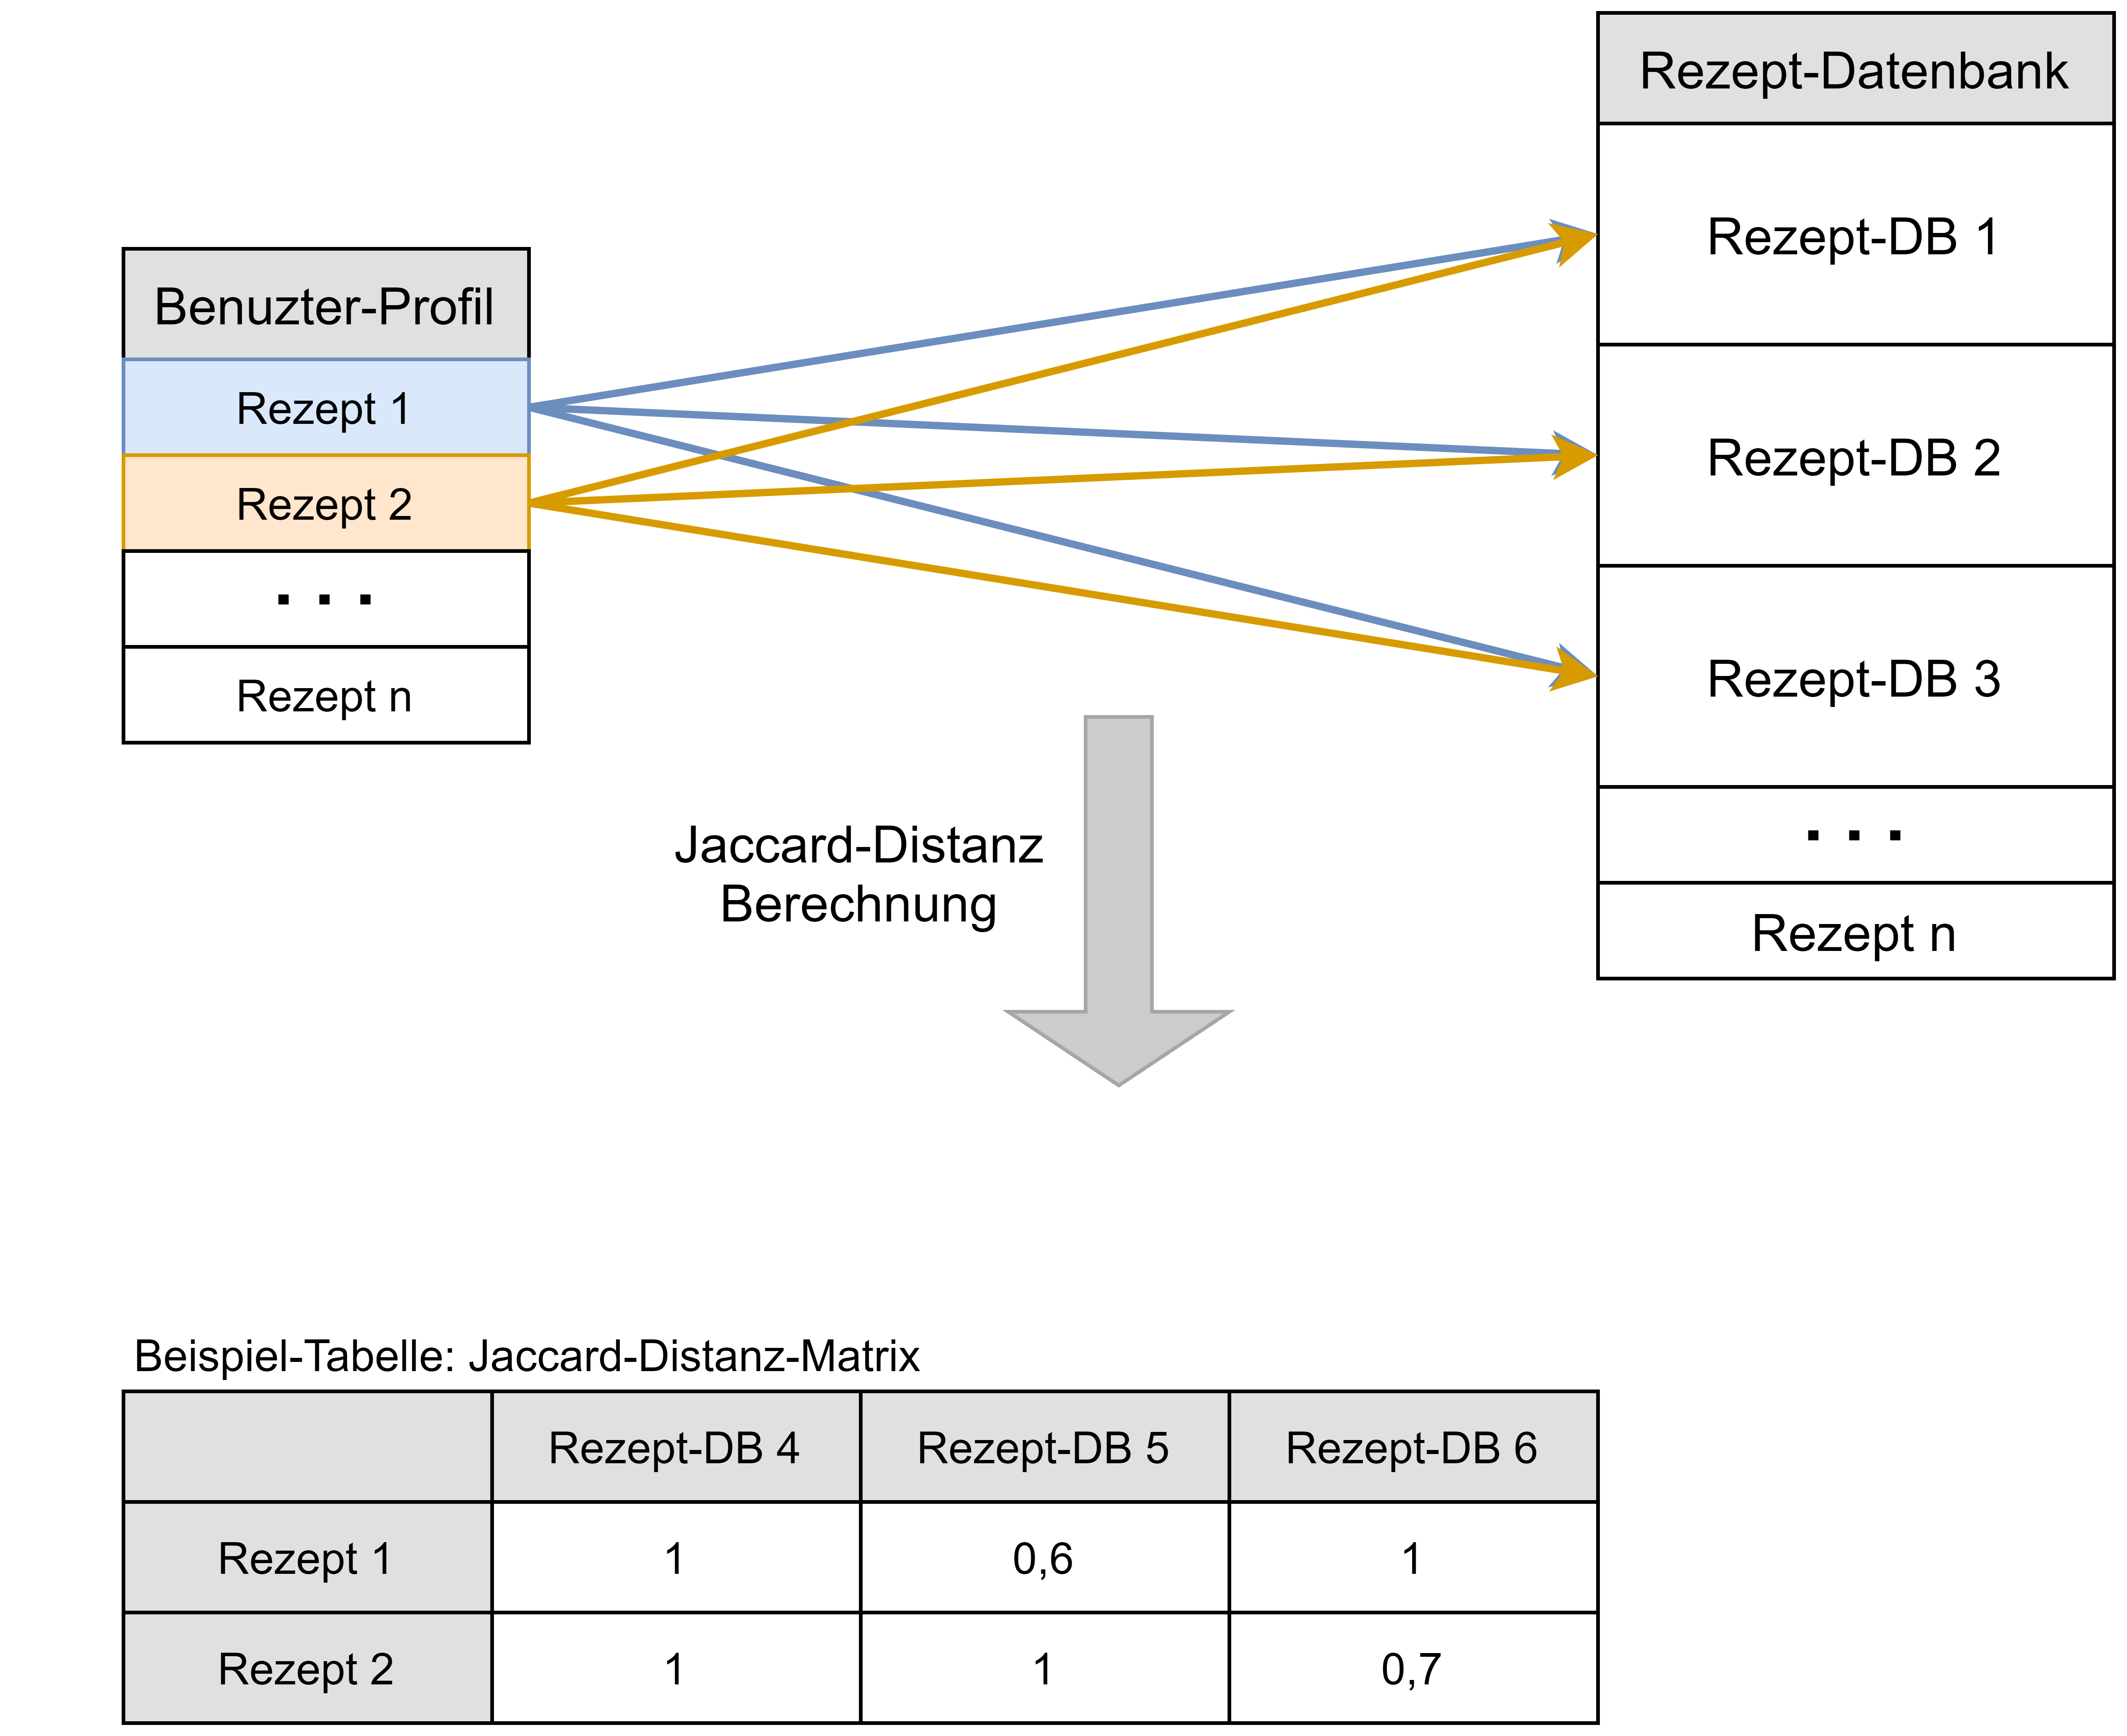 Rezept-Datenbank
Rezept-DB 1
Rezept-DB 2
Rezept-DB 3
. . .
Rezept n
Benuzter-Profil
Rezept 1
Rezept 2
. . .
Rezept n
Jaccard-Distanz
Berechnung
Beispiel-Tabelle: Jaccard-Distanz-Matrix
Rezept-DB 4 Rezept-DB 5 Rezept-DB 6
Rezept 1 1 0,6 1
Rezept 2 1 1 0,7